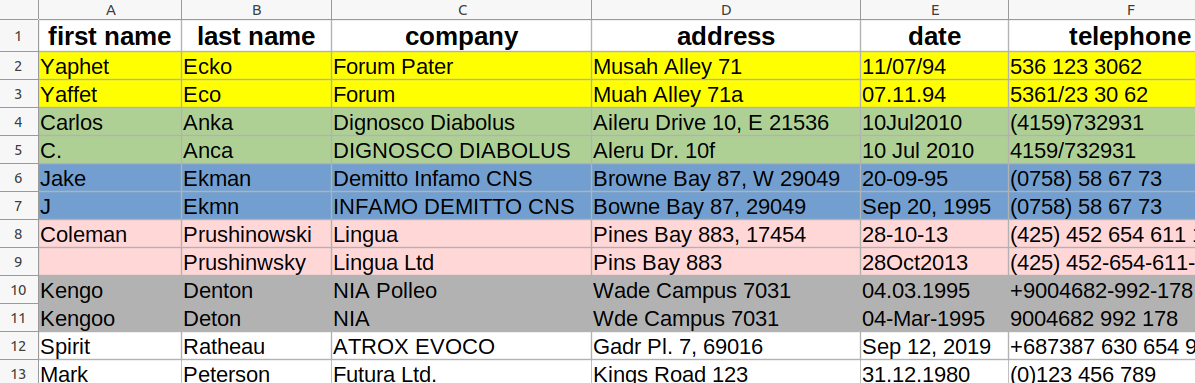 A B C D E F
1 first name last name company address date telephone
2 Yaphet Ecko Forum Pater Musah Alley 71 11/07/94 536 123 3062
3 Yaffet Eco Forum Muah Alley 71a 07.11.94 5361/23 30 62
4 Carlos Anka Dignosco Diabolus Aileru Drive 10, E 21536 10Jul2010 (4159)732931
5 C. Anca DIGNOSCO DIABOLUS Aleru Dr. 10f 10 Jul 2010 4159/732931
6 Jake Ekman Demitto Infamo CNS Browne Bay 87, W 29049 20-09-95 (0758) 58 67 73
7 J Ekmn INFAMO DEMITTO CNS Bowne Bay 87, 29049 Sep 20, 1995 (0758) 58 67 73
8 Coleman Prushinowski Lingua Pines Bay 883, 17454 28-10-13 (425) 452 654 611
9 Prushinwsky Lingua Ltd Pins Bay 883 28Oct2013 (425) 452-654-611-
10 Kengo Denton NIA Polleo Wade Campus 7031 04.03.1995 +9004682-992-178
11 Kengoo Deton NIA Wde Campus 7031 04-Mar-1995 9004682 992 178
12 Spirit Ratheau ATROX EVOCO Gadr Pl. 7, 69016 Sep 12, 2019 +687387 630 654 9
13 Mark Peterson Futura Ltd. Kings Road 123 31.12.1980 (0)123 456 789